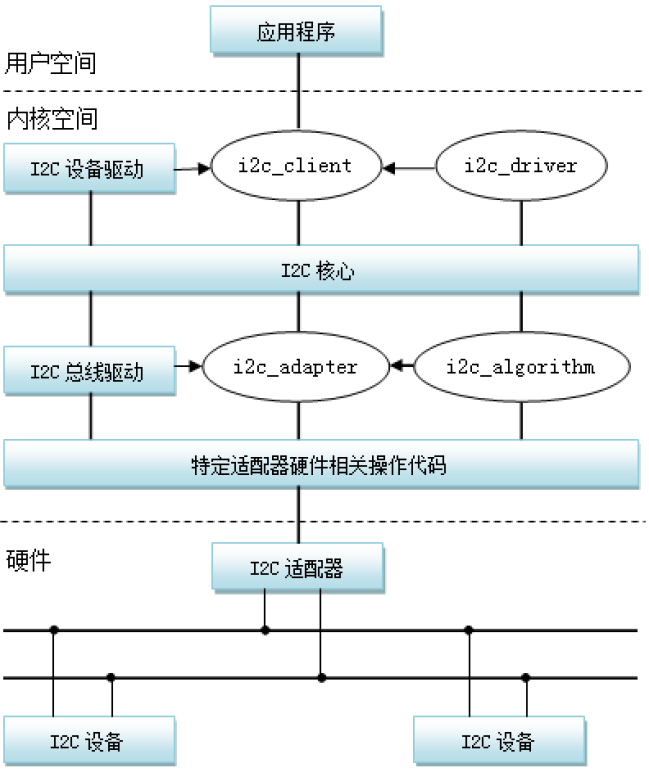 应用程序
用户空间
内核空间
I2C 设备驱动
i2c_client
i2c_driver
I2C 核心
I2C 总线驱动
i2c_adapter
i2c_algorithm
特定适配器硬件相关操作代码
硬件
I2C 适配器
I2C 设备
I2C 设备